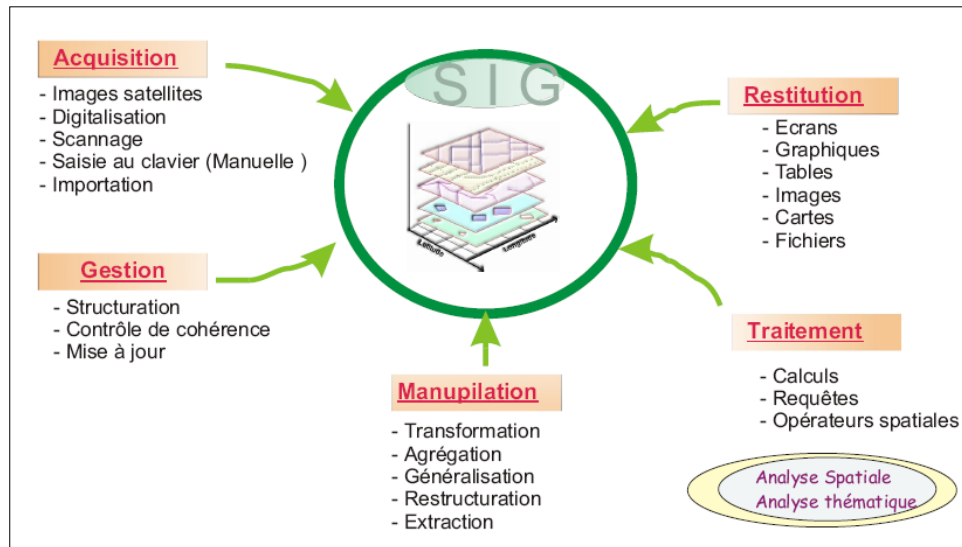 SIG
Acquisition
- Images satellites
- Digitalisation
- Scannage
- Saisie au clavier (Manuelle )
- Importation
Gestion
- Structuration
- Contrôle de cohérence
- Mise à jour
Manupilation
- Transformation
- Agrégation
- Généralisation
- Restructuration
- Extraction
Restitution
- Ecrans
- Graphiques
- Tables
- Images
- Cartes
- Fichiers
Traitement
- Calculs
- Requêtes
- Opérateurs spatiales
Analyse Spatiale
Analyse thématique
Latitude
Longitude